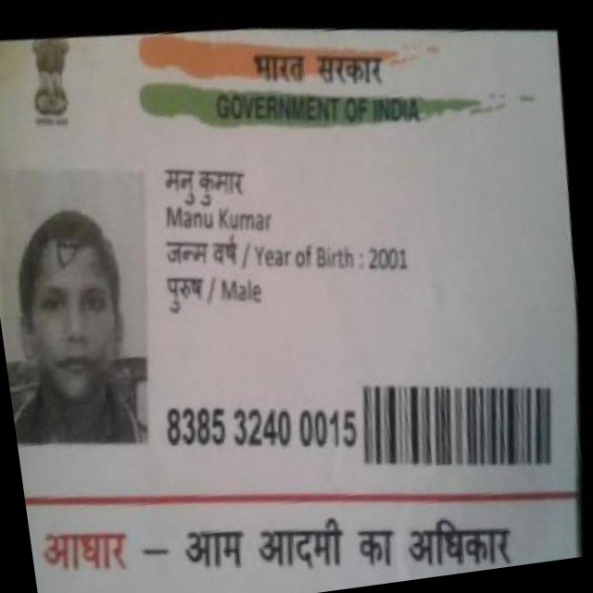 भारत सरकार
GOVERNMENT OF INDIA
मनु कुमार
Manu Kumar
जन्म वर्ष / Year of Birth : 2001
पुरुष / Male
8385 3240 0015
आधार – आम आदमी का अधिकार